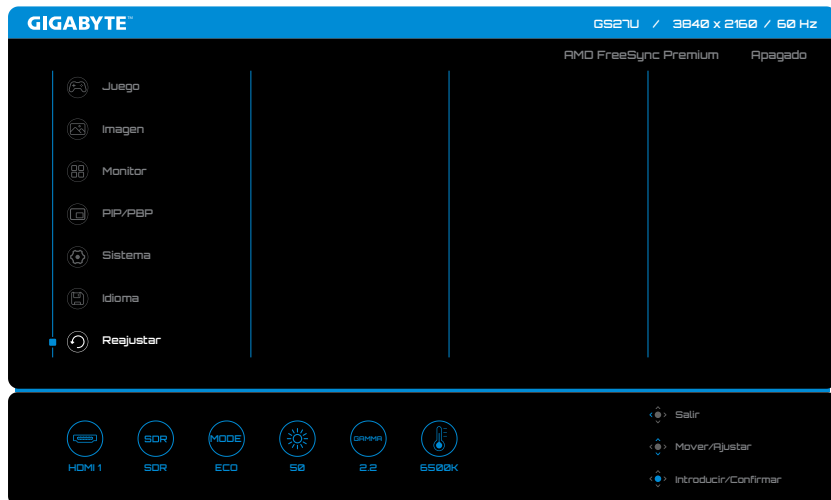 GIGABYTE™
GS27U / 3840 x 2160 / 60 Hz
AMD FreeSync Premium Apagado
Juego
Imagen
Monitor
PIP/PBP
Sistema
Idioma
Reajustar
SDR MODE GAMMA
HDMI 1 SDR ECO 50 2.2 6500K
Salir
Mover/Ajustar
Introducir/Confirmar